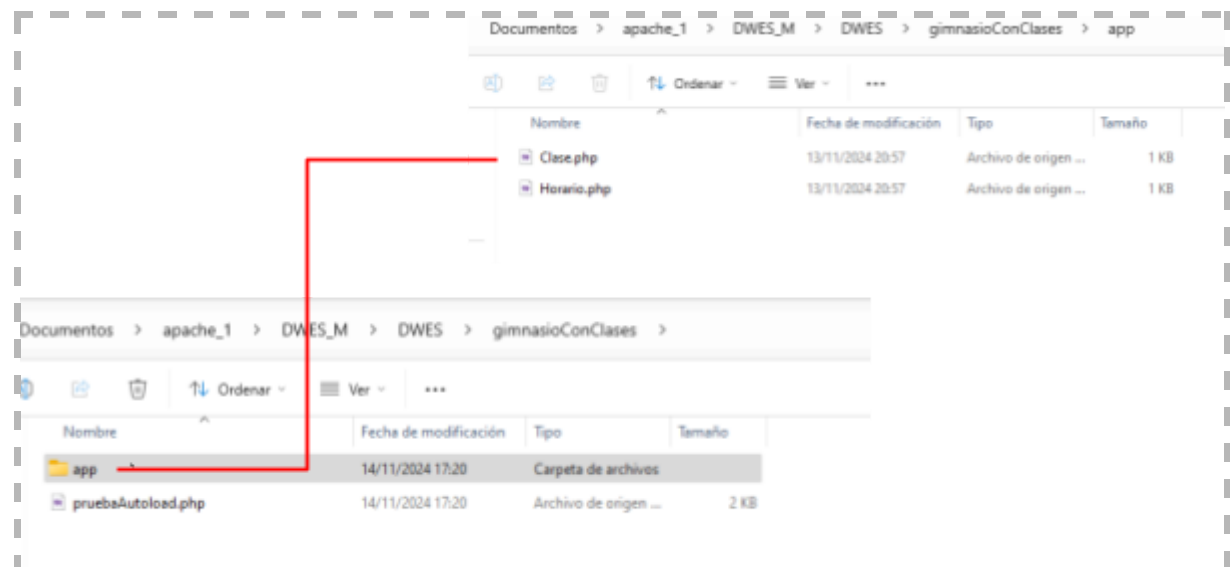 Documentos > apache_1 > DWES_M > DWES > gimnasioConClases > app
Ordenar Ver ...
Nombre Fecha de modificación Tipo Tamaño
Clase.php 13/11/2024 20:57 Archivo de origen ... 1 KB
Horario.php 13/11/2024 20:57 Archivo de origen ... 1 KB
Documentos > apache_1 > DWES_M > DWES > gimnasioConClases >
Ordenar Ver ...
Nombre Fecha de modificación Tipo Tamaño
app 14/11/2024 17:20 Carpeta de archivos
pruebaAutoload.php 14/11/2024 17:20 Archivo de origen ... 2 KB